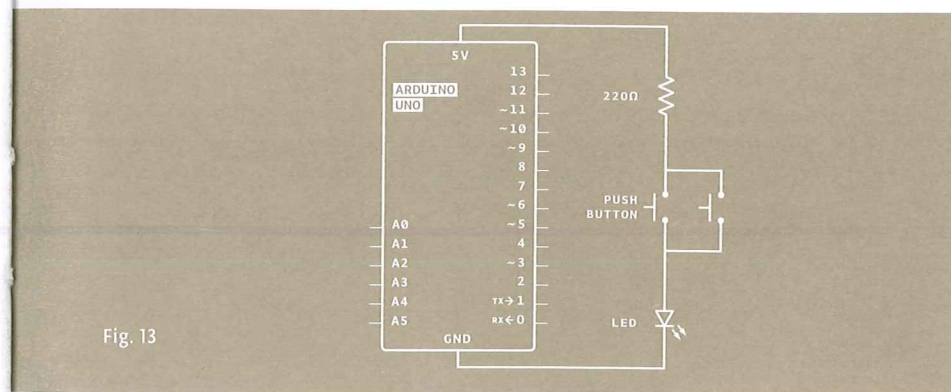 5V
ARDUINO
UNO
13
12
~11
~10
~9
8
7
~6
~5
4
~3
2
TX→1
RX←0
A0
A1
A2
A3
A4
A5
GND
220Ω
PUSH
BUTTON
LED
Fig. 13